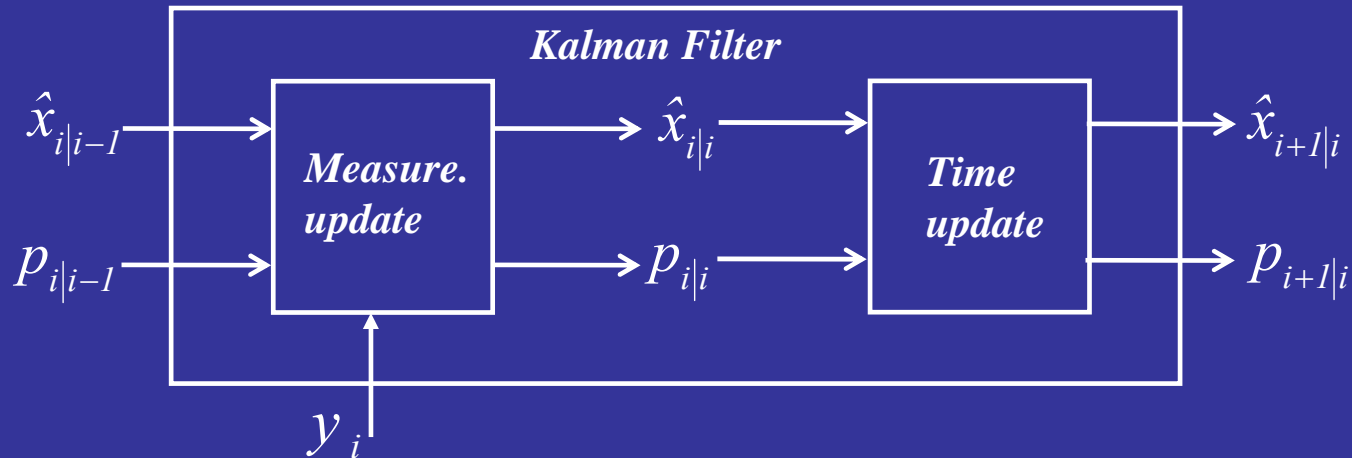 Kalman Filter
x̂_{i|i−1}
x̂_{i|i}
x̂_{i+1|i}
Measure.
update
Time
update
p_{i|i−1}
p_{i|i}
p_{i+1|i}
y_i